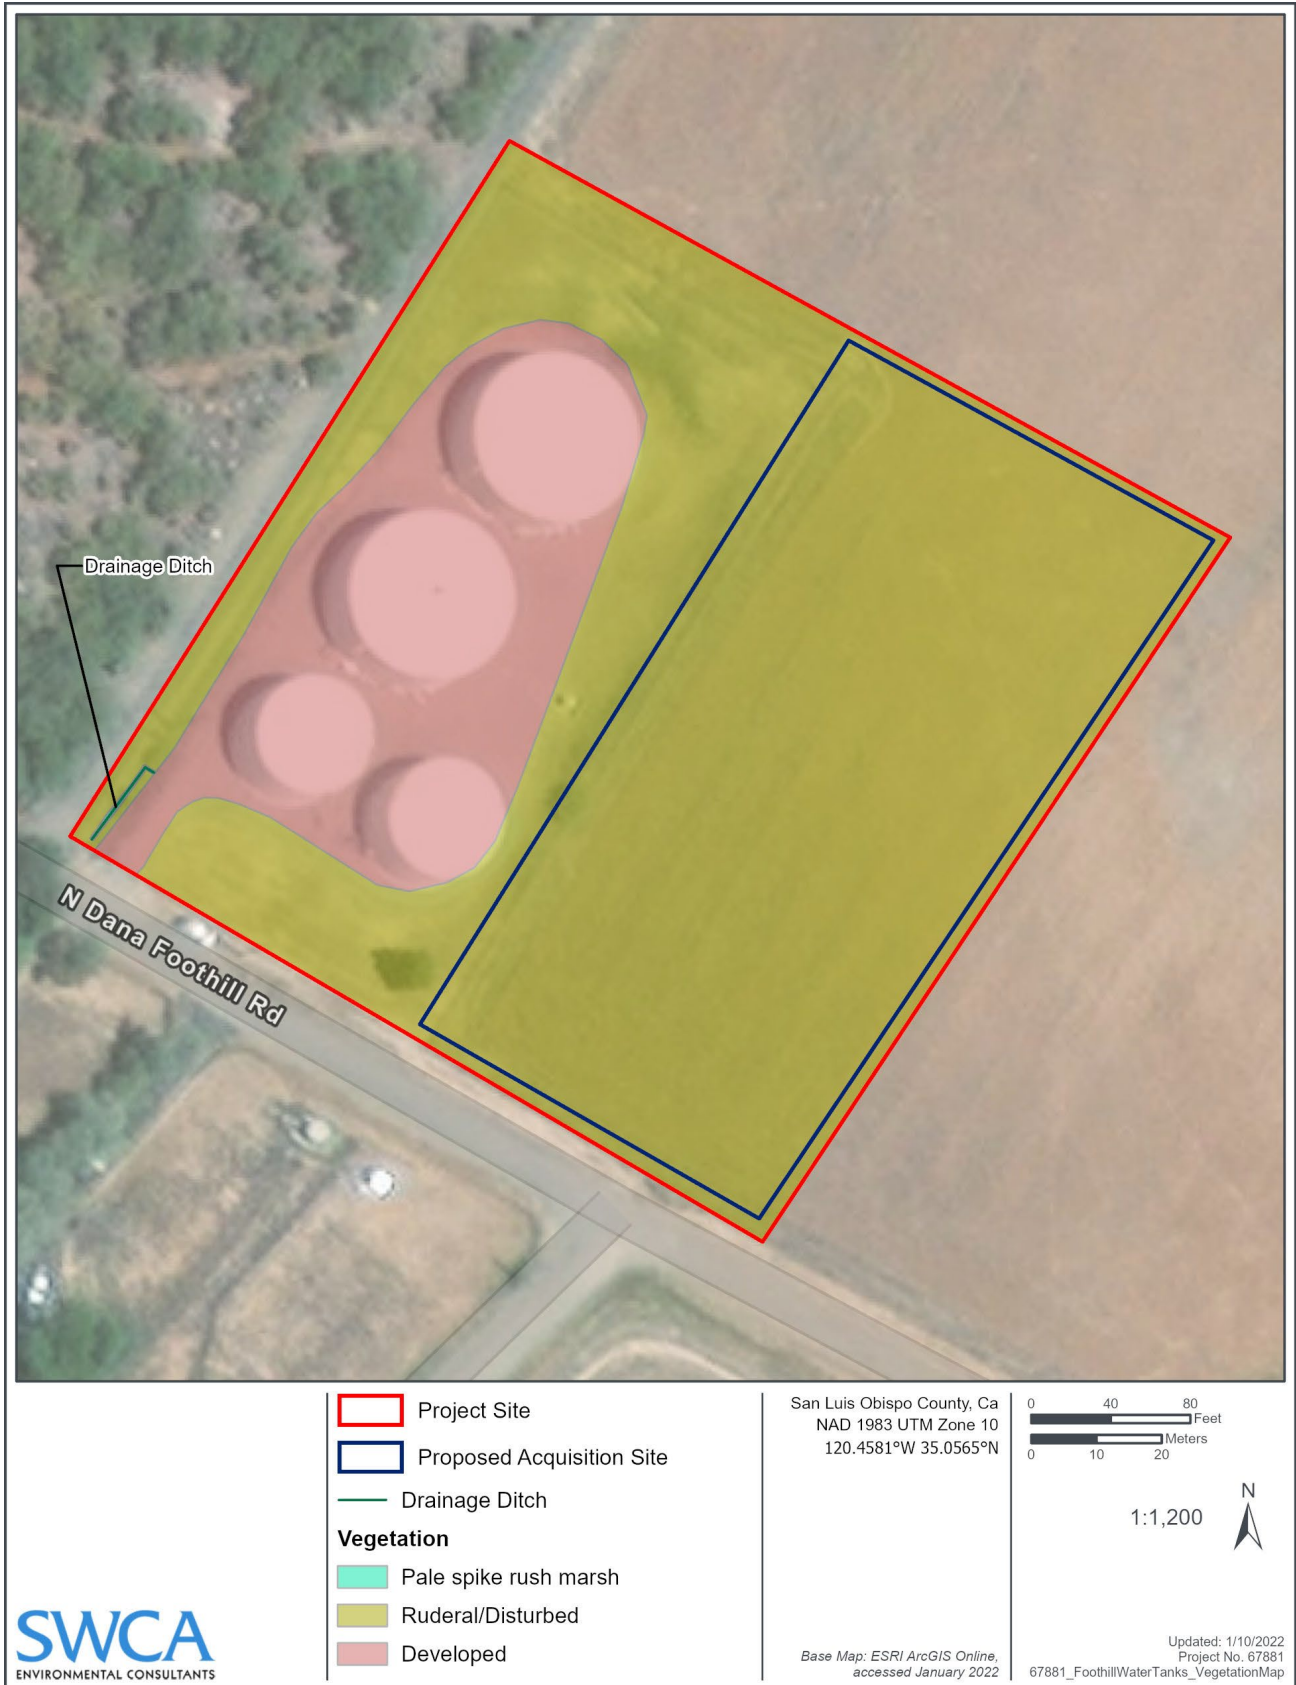 Drainage Ditch
N Dana Foothill Rd
Project Site
Proposed Acquisition Site
Drainage Ditch
Vegetation
Pale spike rush marsh
Ruderal/Disturbed
Developed
San Luis Obispo County, Ca
NAD 1983 UTM Zone 10
120.4581°W 35.0565°N
Base Map: ESRI ArcGIS Online,
accessed January 2022
0 40 80
Feet
Meters
0 10 20
N
1:1,200
Updated: 1/10/2022
Project No. 67881
67881_FoothillWaterTanks_VegetationMap
SWCA
ENVIRONMENTAL CONSULTANTS